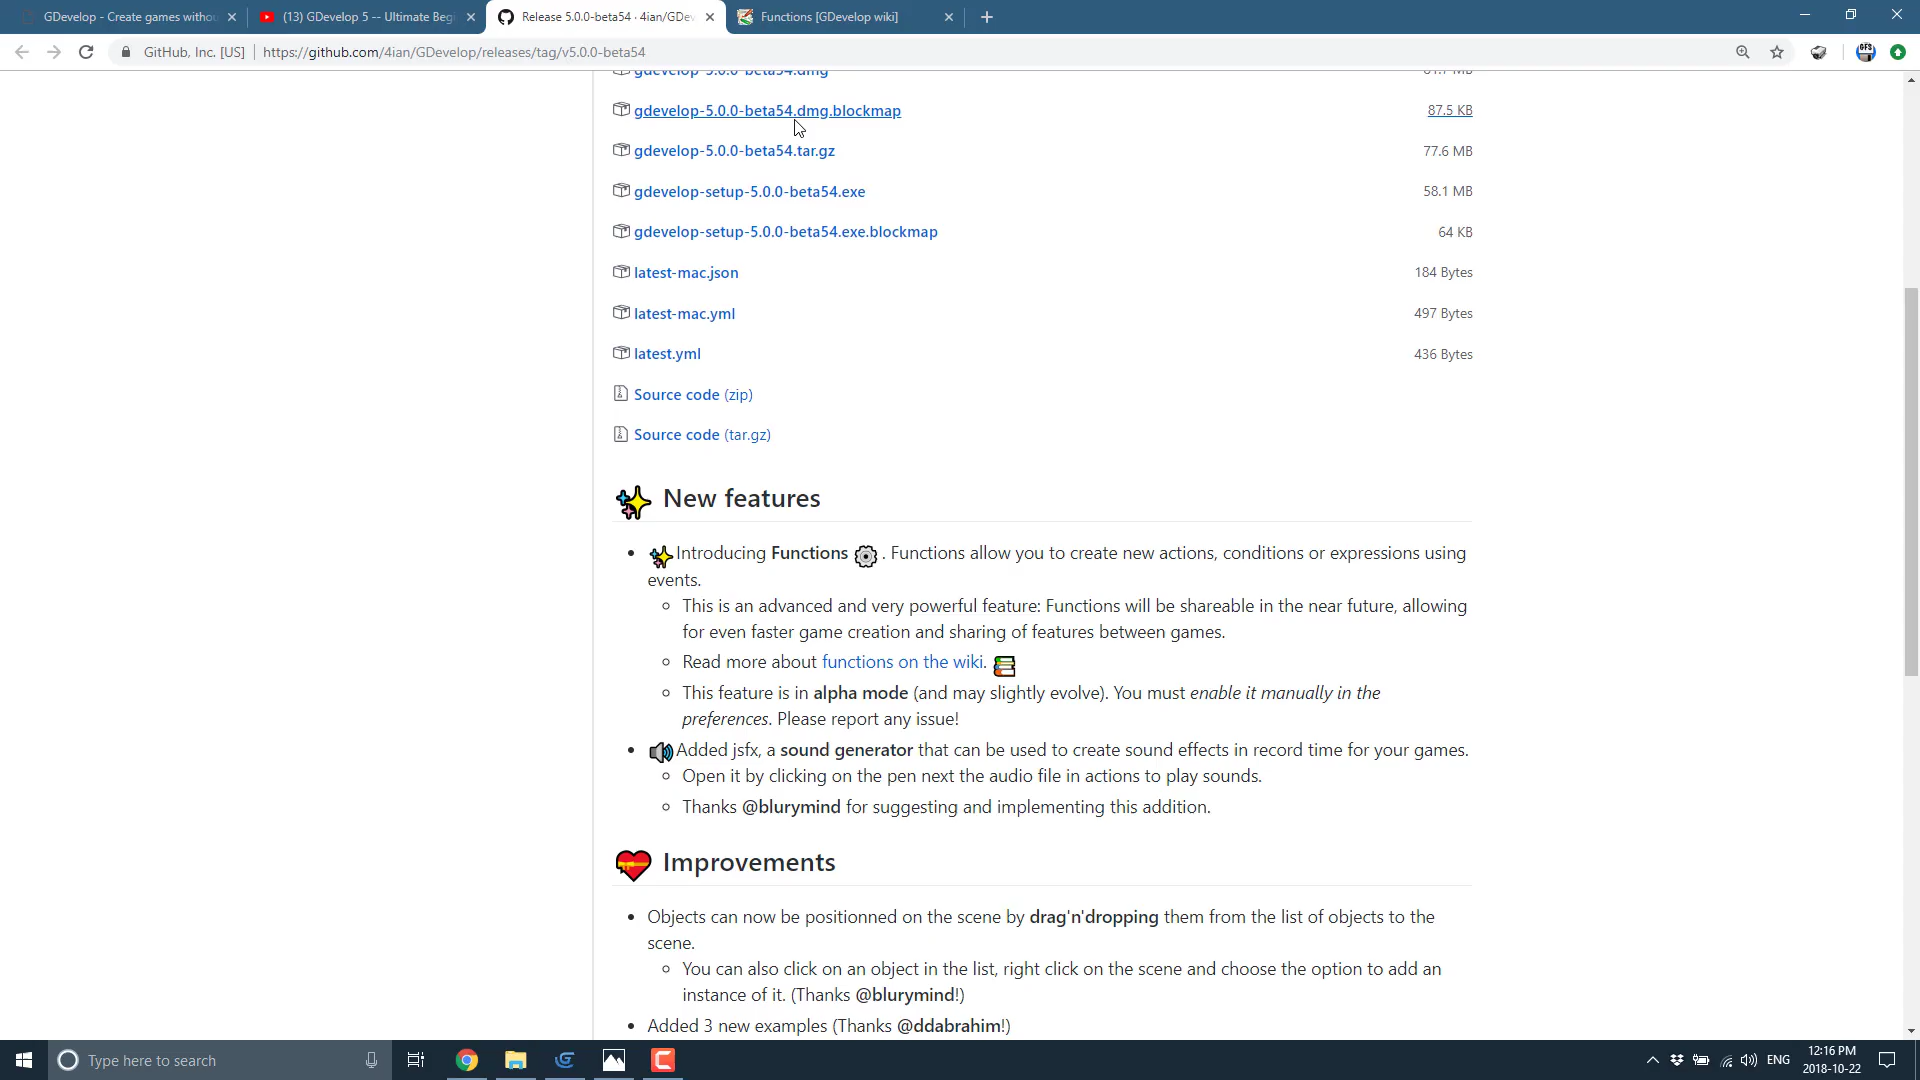 GDevelop - Create games withou
(13) GDevelop 5 -- Ultimate Beg
Release 5.0.0-beta54 · 4ian/GDev
Functions [GDevelop wiki]
GitHub, Inc. [US]
https://github.com/4ian/GDevelop/releases/tag/v5.0.0-beta54
gdevelop-5.0.0-beta54.dmg
81.7 MB
gdevelop-5.0.0-beta54.dmg.blockmap
87.5 KB
gdevelop-5.0.0-beta54.tar.gz
77.6 MB
gdevelop-setup-5.0.0-beta54.exe
58.1 MB
gdevelop-setup-5.0.0-beta54.exe.blockmap
64 KB
latest-mac.json
184 Bytes
latest-mac.yml
497 Bytes
latest.yml
436 Bytes
Source code (zip)
Source code (tar.gz)
New features
Introducing Functions . Functions allow you to create new actions, conditions or expressions using
events.
This is an advanced and very powerful feature: Functions will be shareable in the near future, allowing
for even faster game creation and sharing of features between games.
Read more about functions on the wiki.
This feature is in alpha mode (and may slightly evolve). You must enable it manually in the
preferences. Please report any issue!
Added jsfx, a sound generator that can be used to create sound effects in record time for your games.
Open it by clicking on the pen next the audio file in actions to play sounds.
Thanks @blurymind for suggesting and implementing this addition.
Improvements
Objects can now be positionned on the scene by drag'n'dropping them from the list of objects to the
scene.
You can also click on an object in the list, right click on the scene and choose the option to add an
instance of it. (Thanks @blurymind!)
Added 3 new examples (Thanks @ddabrahim!)
Type here to search
ENG
12:16 PM
2018-10-22